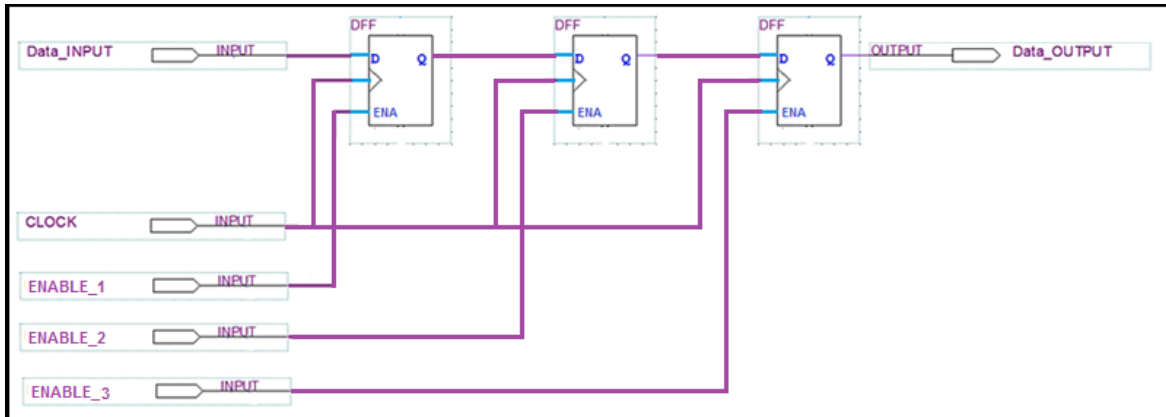 DFF DFF DFF
Data_INPUT INPUT D Q D Q D Q OUTPUT Data_OUTPUT
ENA ENA ENA
CLOCK INPUT
ENABLE_1 INPUT
ENABLE_2 INPUT
ENABLE_3 INPUT